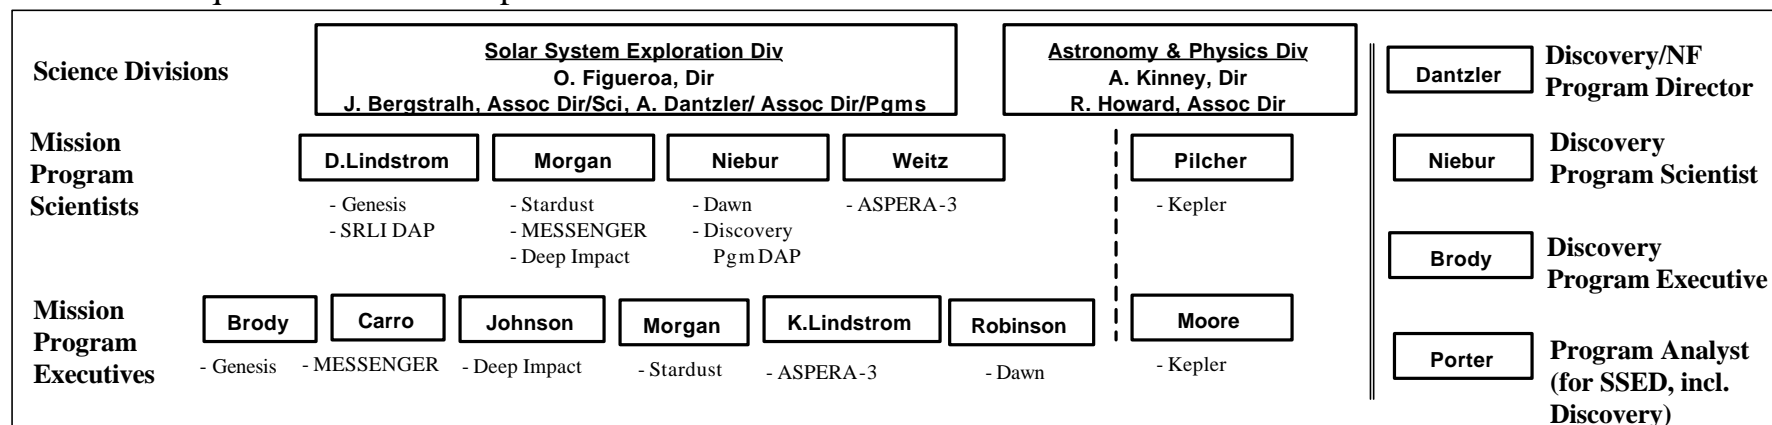 Science Divisions
Solar System Exploration Div
O. Figueroa, Dir
J. Bergstralh, Assoc Dir/Sci, A. Dantzler/ Assoc Dir/Pgms
Astronomy & Physics Div
A. Kinney, Dir
R. Howard, Assoc Dir
Mission
Program
Scientists
D.Lindstrom
- Genesis
- SRLI DAP
Morgan
- Stardust
- MESSENGER
- Deep Impact
Niebur
- Dawn
- Discovery
Pgm DAP
Weitz
- ASPERA-3
Pilcher
- Kepler
Mission
Program
Executives
Brody
- Genesis
Carro
- MESSENGER
Johnson
- Deep Impact
Morgan
- Stardust
K.Lindstrom
- ASPERA-3
Robinson
- Dawn
Moore
- Kepler
Dantzler
Discovery/NF
Program Director
Niebur
Discovery
Program Scientist
Brody
Discovery
Program Executive
Porter
Program Analyst
(for SSED, incl.
Discovery)